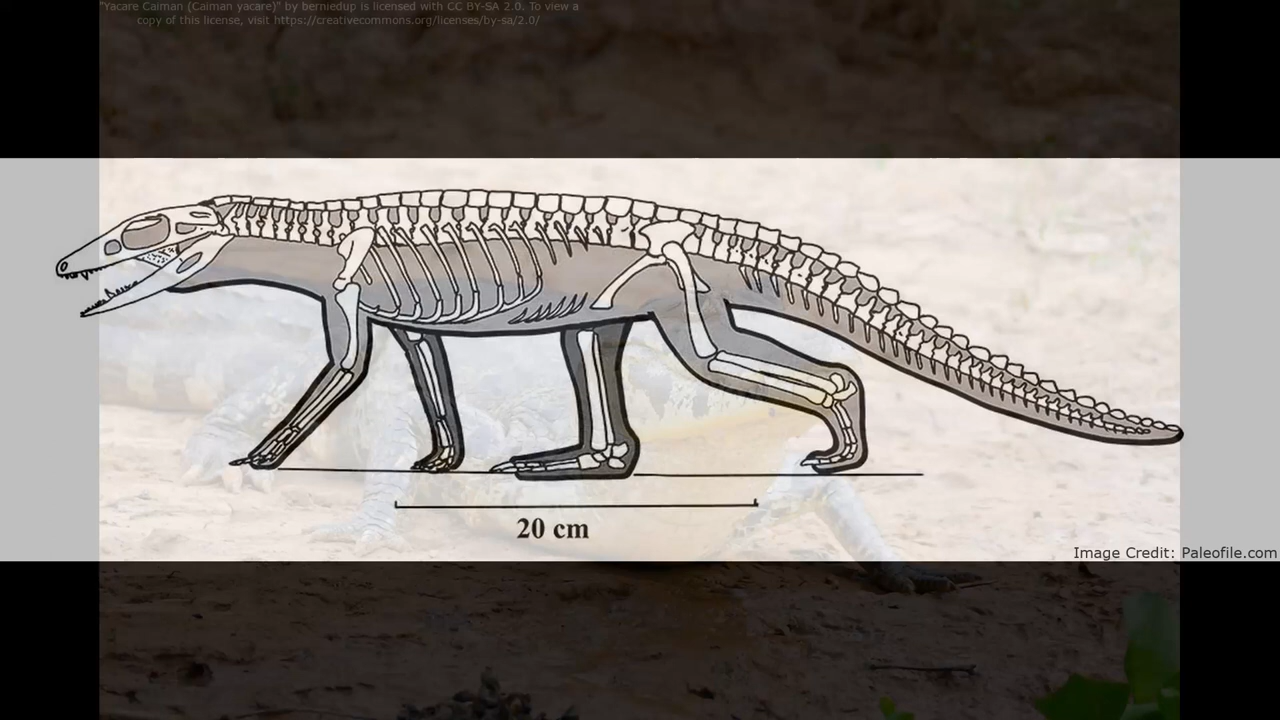 "Yacare Caiman (Caiman yacare)" by berniedup is licensed with CC BY-SA 2.0. To view a
copy of this license, visit https://creativecommons.org/licenses/by-sa/2.0/
20 cm
Image Credit: Paleofile.com